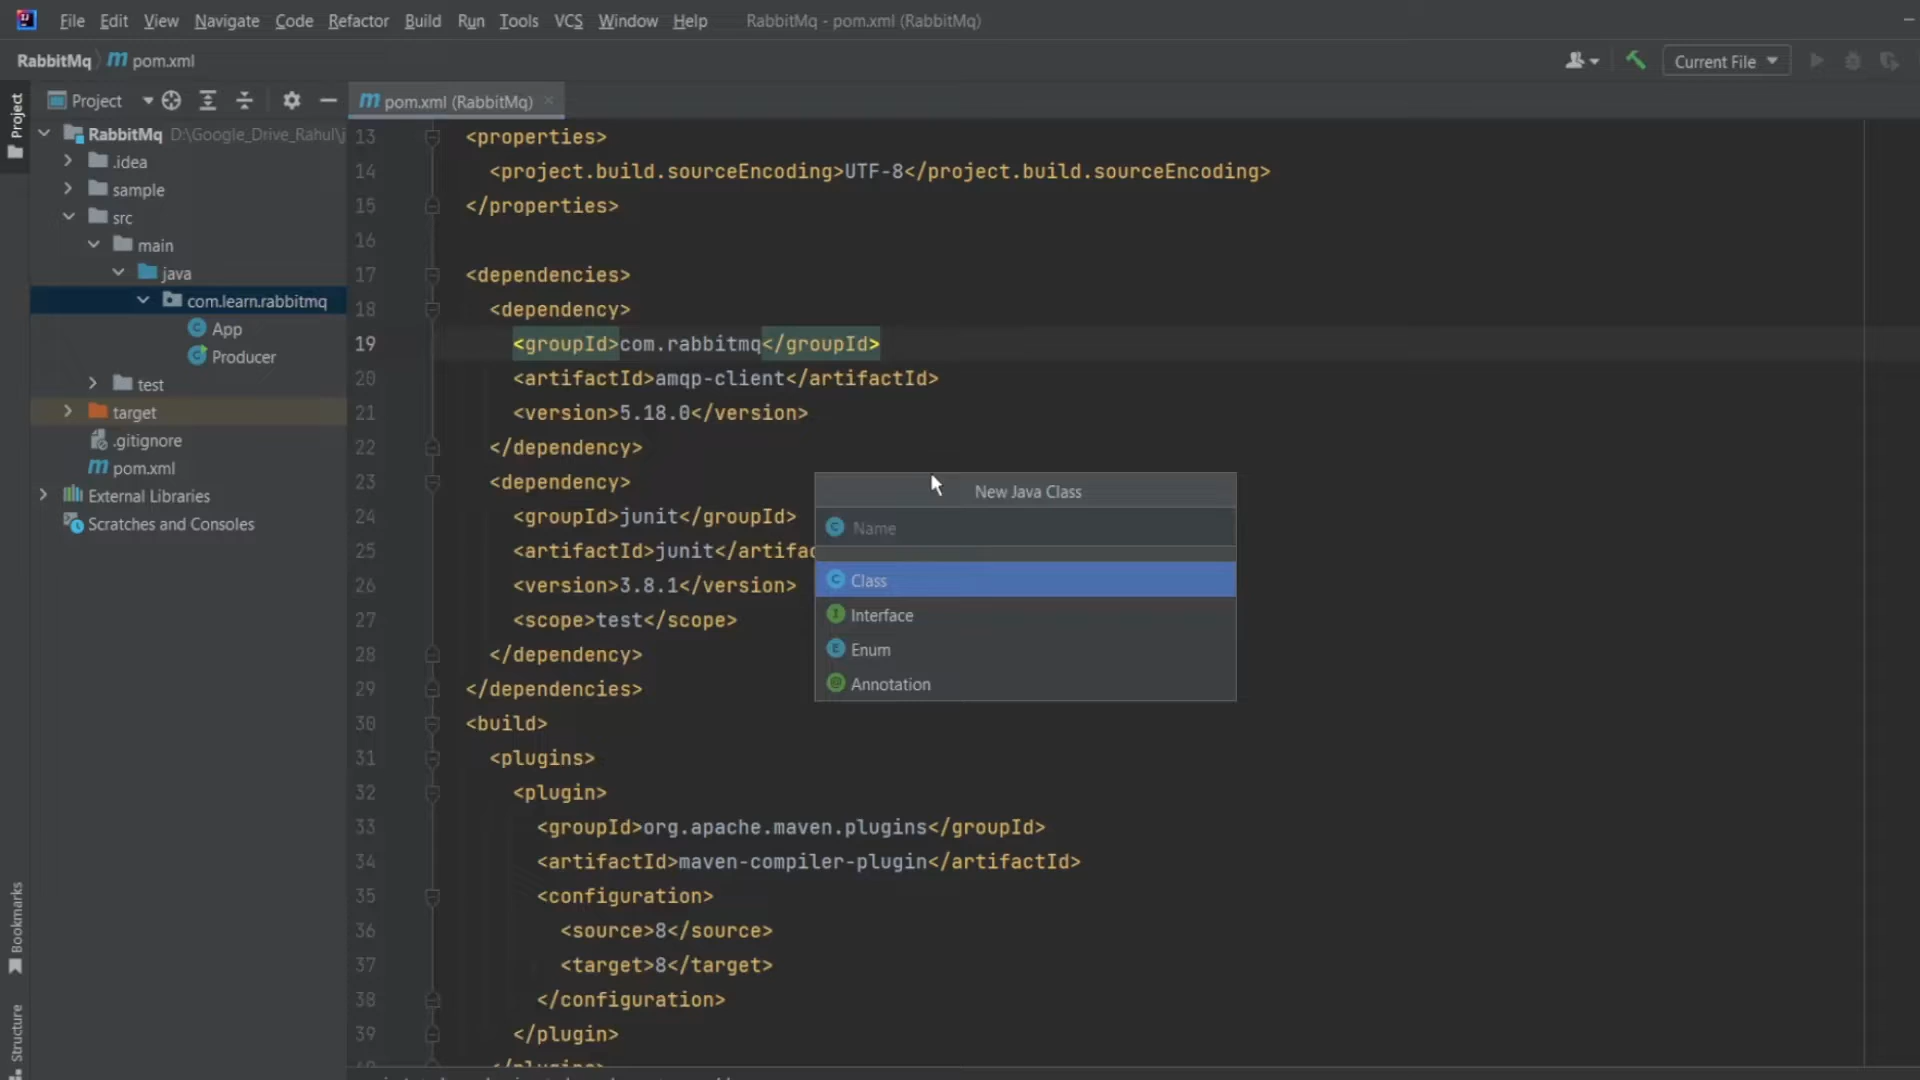 File Edit View Navigate Code Refactor Build Run Tools VCS Window Help RabbitMq - pom.xml (RabbitMq)
RabbitMq pom.xml Current File
Project
Project
pom.xml (RabbitMq)
RabbitMq D:\Google_Drive_Rahul\j
.idea
sample
src
main
java
com.learn.rabbitmq
App
Producer
test
target
.gitignore
pom.xml
External Libraries
Scratches and Consoles
Bookmarks
Structure
13 <properties>
14 <project.build.sourceEncoding>UTF-8</project.build.sourceEncoding>
15 </properties>
16
17 <dependencies>
18 <dependency>
19 <groupId>com.rabbitmq</groupId>
20 <artifactId>amqp-client</artifactId>
21 <version>5.18.0</version>
22 </dependency>
23 <dependency>
24 <groupId>junit</groupId>
25 <artifactId>junit</artifac
26 <version>3.8.1</version>
27 <scope>test</scope>
28 </dependency>
29 </dependencies>
30 <build>
31 <plugins>
32 <plugin>
33 <groupId>org.apache.maven.plugins</groupId>
34 <artifactId>maven-compiler-plugin</artifactId>
35 <configuration>
36 <source>8</source>
37 <target>8</target>
38 </configuration>
39 </plugin>
New Java Class
Name
Class
Interface
Enum
Annotation